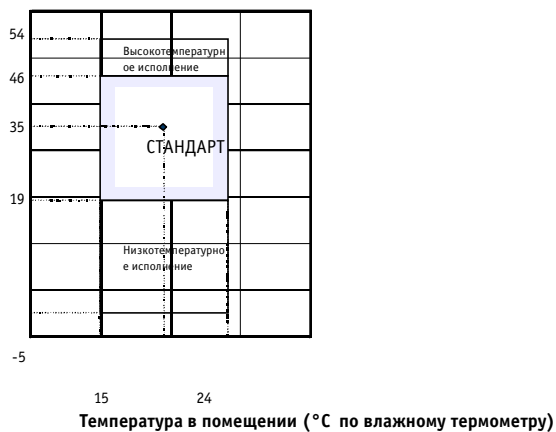 54
Высокотемпературн
ое исполнение
46
35
СТАНДАРТ
19
Низкотемпературно
е исполнение
-5
15 24
Температура в помещении (°C по влажному термометру)